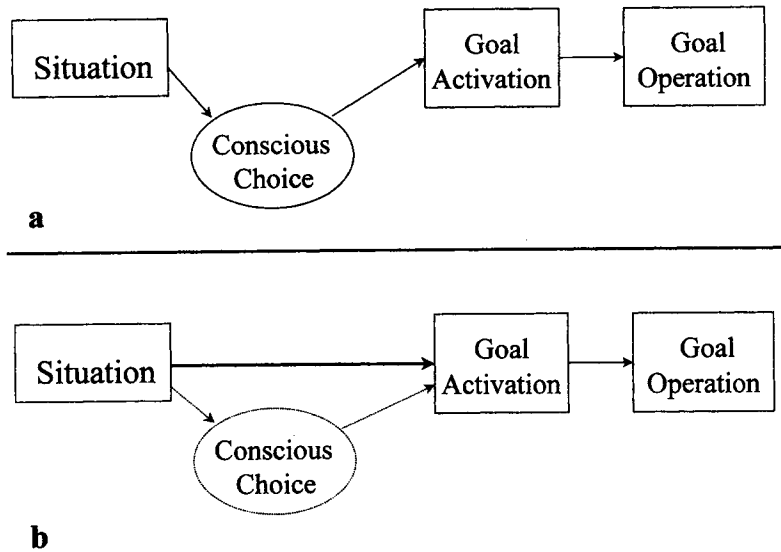 Situation
Conscious
Choice
Goal
Activation
Goal
Operation
a
Situation
Conscious
Choice
Goal
Activation
Goal
Operation
b